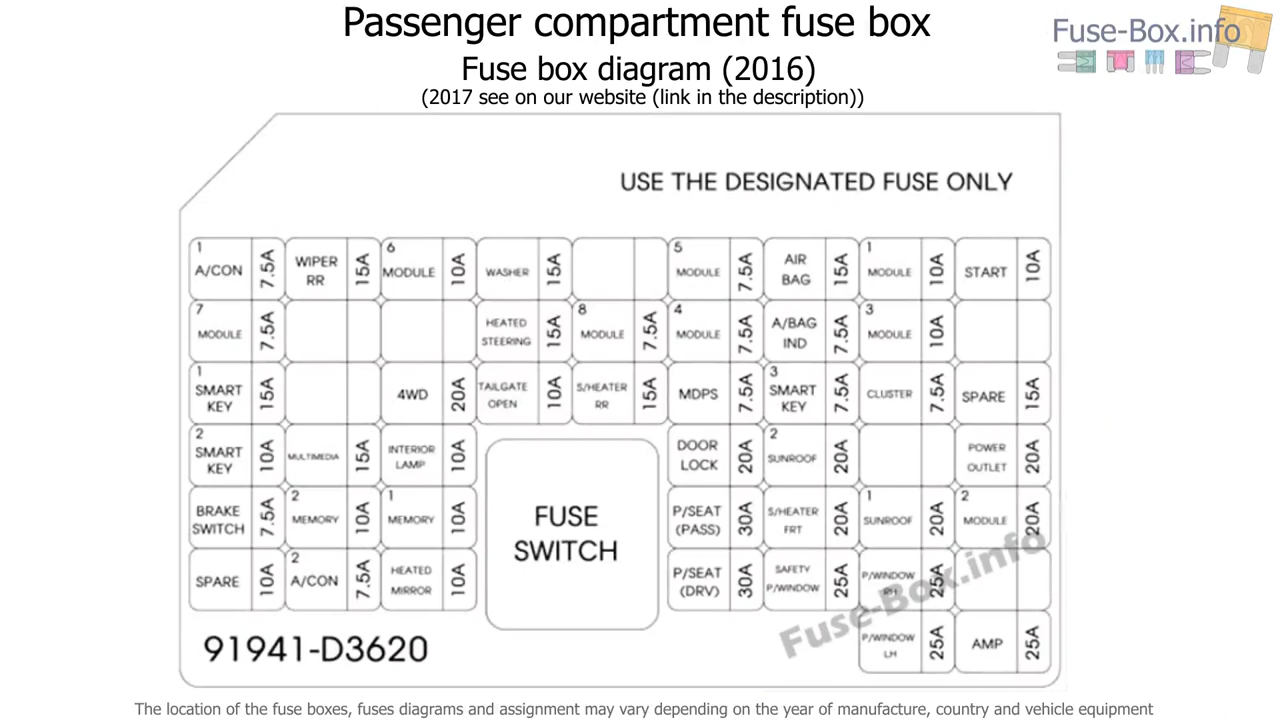 Passenger compartment fuse box
Fuse box diagram (2016)
(2017 see on our website (link in the description))
Fuse-Box.info
USE THE DESIGNATED FUSE ONLY
1 A/CON 7.5A WIPER RR 15A 6 MODULE 10A WASHER 15A 5 MODULE 7.5A AIR BAG 15A 1 MODULE 10A START 10A
7 MODULE 7.5A HEATED STEERING 15A 8 MODULE 7.5A 4 MODULE 7.5A A/BAG IND 7.5A 3 MODULE 10A
1 SMART KEY 15A 4WD 20A TAILGATE OPEN 10A S/HEATER RR 15A MDPS 7.5A 3 SMART KEY 7.5A CLUSTER 7.5A SPARE 15A
2 SMART KEY 10A MULTIMEDIA 15A INTERIOR LAMP 10A DOOR LOCK 20A 2 SUNROOF 20A POWER OUTLET 20A
BRAKE SWITCH 7.5A 2 MEMORY 10A 1 MEMORY 10A P/SEAT (PASS) 30A S/HEATER FRT 20A 1 SUNROOF 20A 2 MODULE 20A
FUSE
SWITCH
SPARE 10A 2 A/CON 7.5A HEATED MIRROR 10A P/SEAT (DRV) 30A SAFETY P/WINDOW 25A P/WINDOW RH 25A
P/WINDOW LH 25A AMP 25A
91941-D3620
Fuse-Box.info
The location of the fuse boxes, fuses diagrams and assignment may vary depending on the year of manufacture, country and vehicle equipment